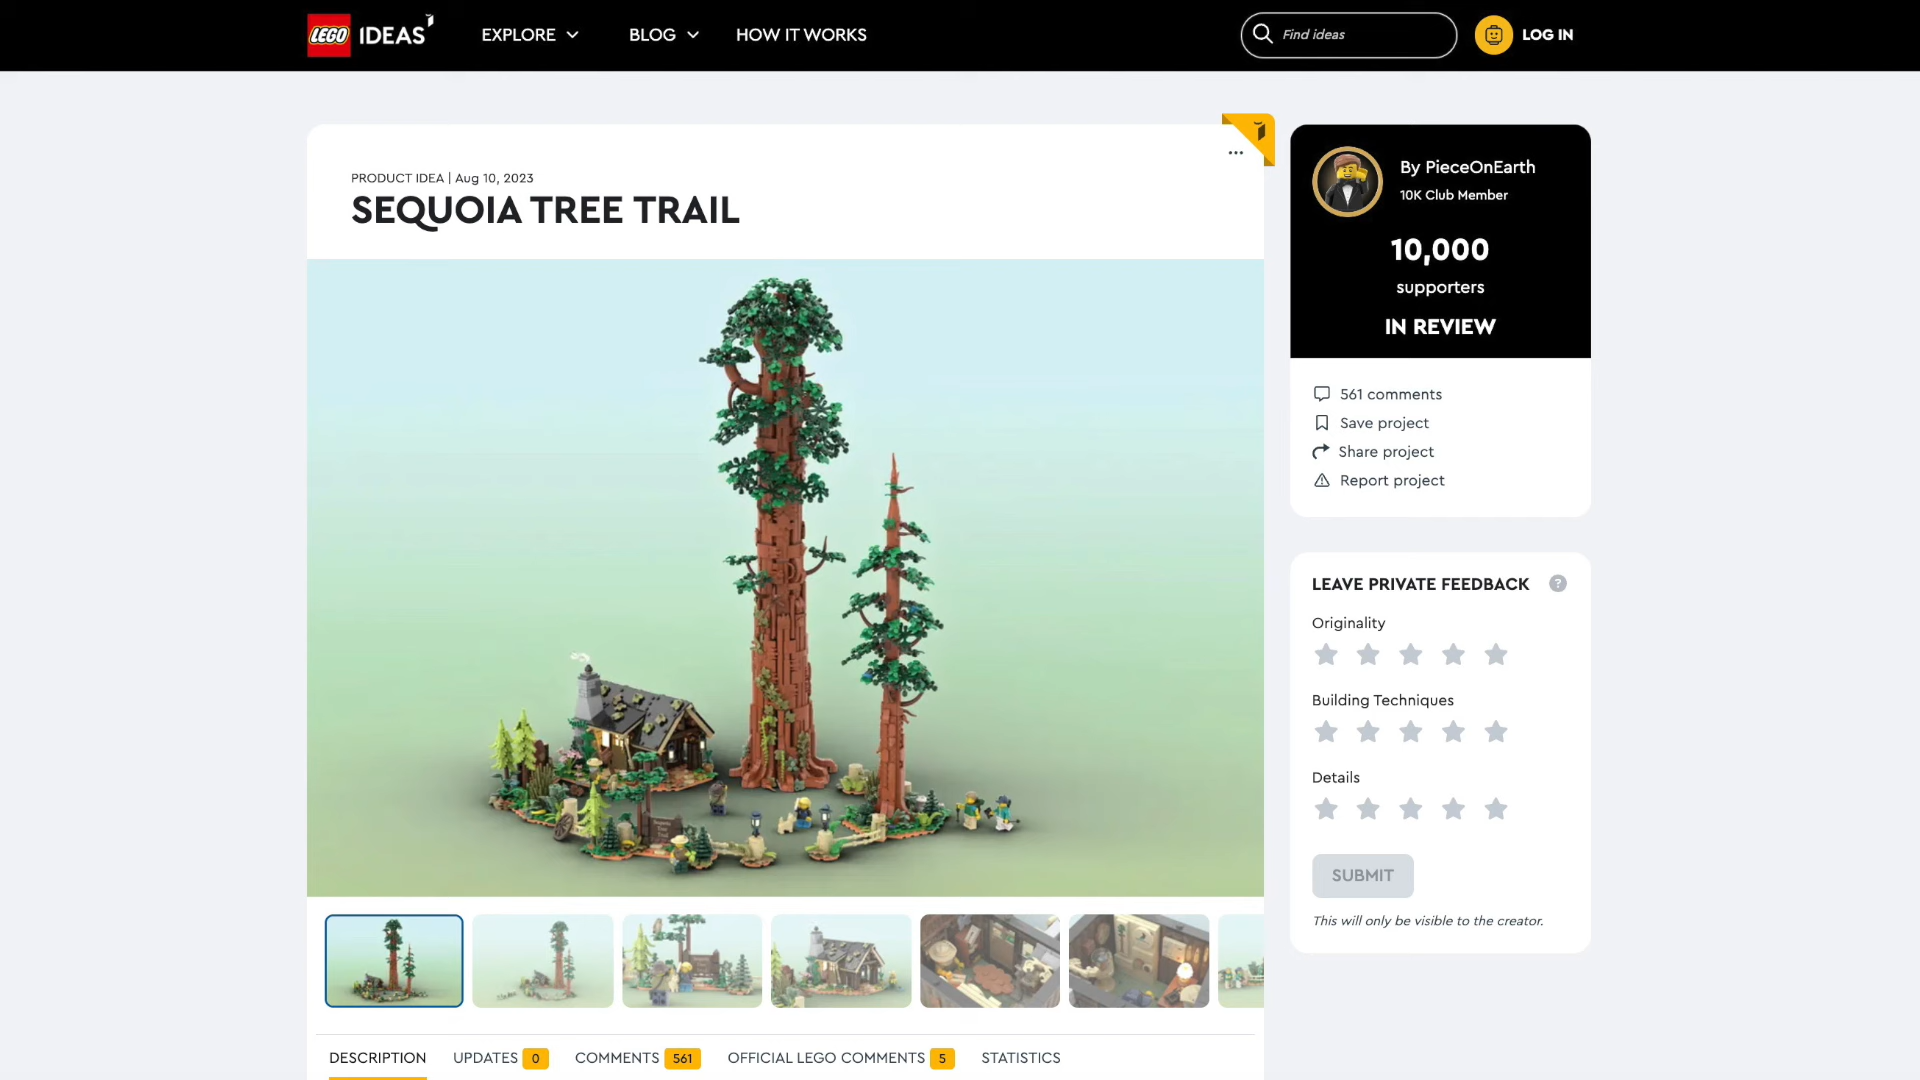 LEGO IDEAS
EXPLORE
BLOG
HOW IT WORKS
Find ideas
LOG IN
PRODUCT IDEA | Aug 10, 2023
SEQUOIA TREE TRAIL
Sequoia
Tree
Trail
By PieceOnEarth
10K Club Member
10,000
supporters
IN REVIEW
561 comments
Save project
Share project
Report project
LEAVE PRIVATE FEEDBACK ?
Originality
Building Techniques
Details
SUBMIT
This will only be visible to the creator.
DESCRIPTION
UPDATES 0
COMMENTS 561
OFFICIAL LEGO COMMENTS 5
STATISTICS